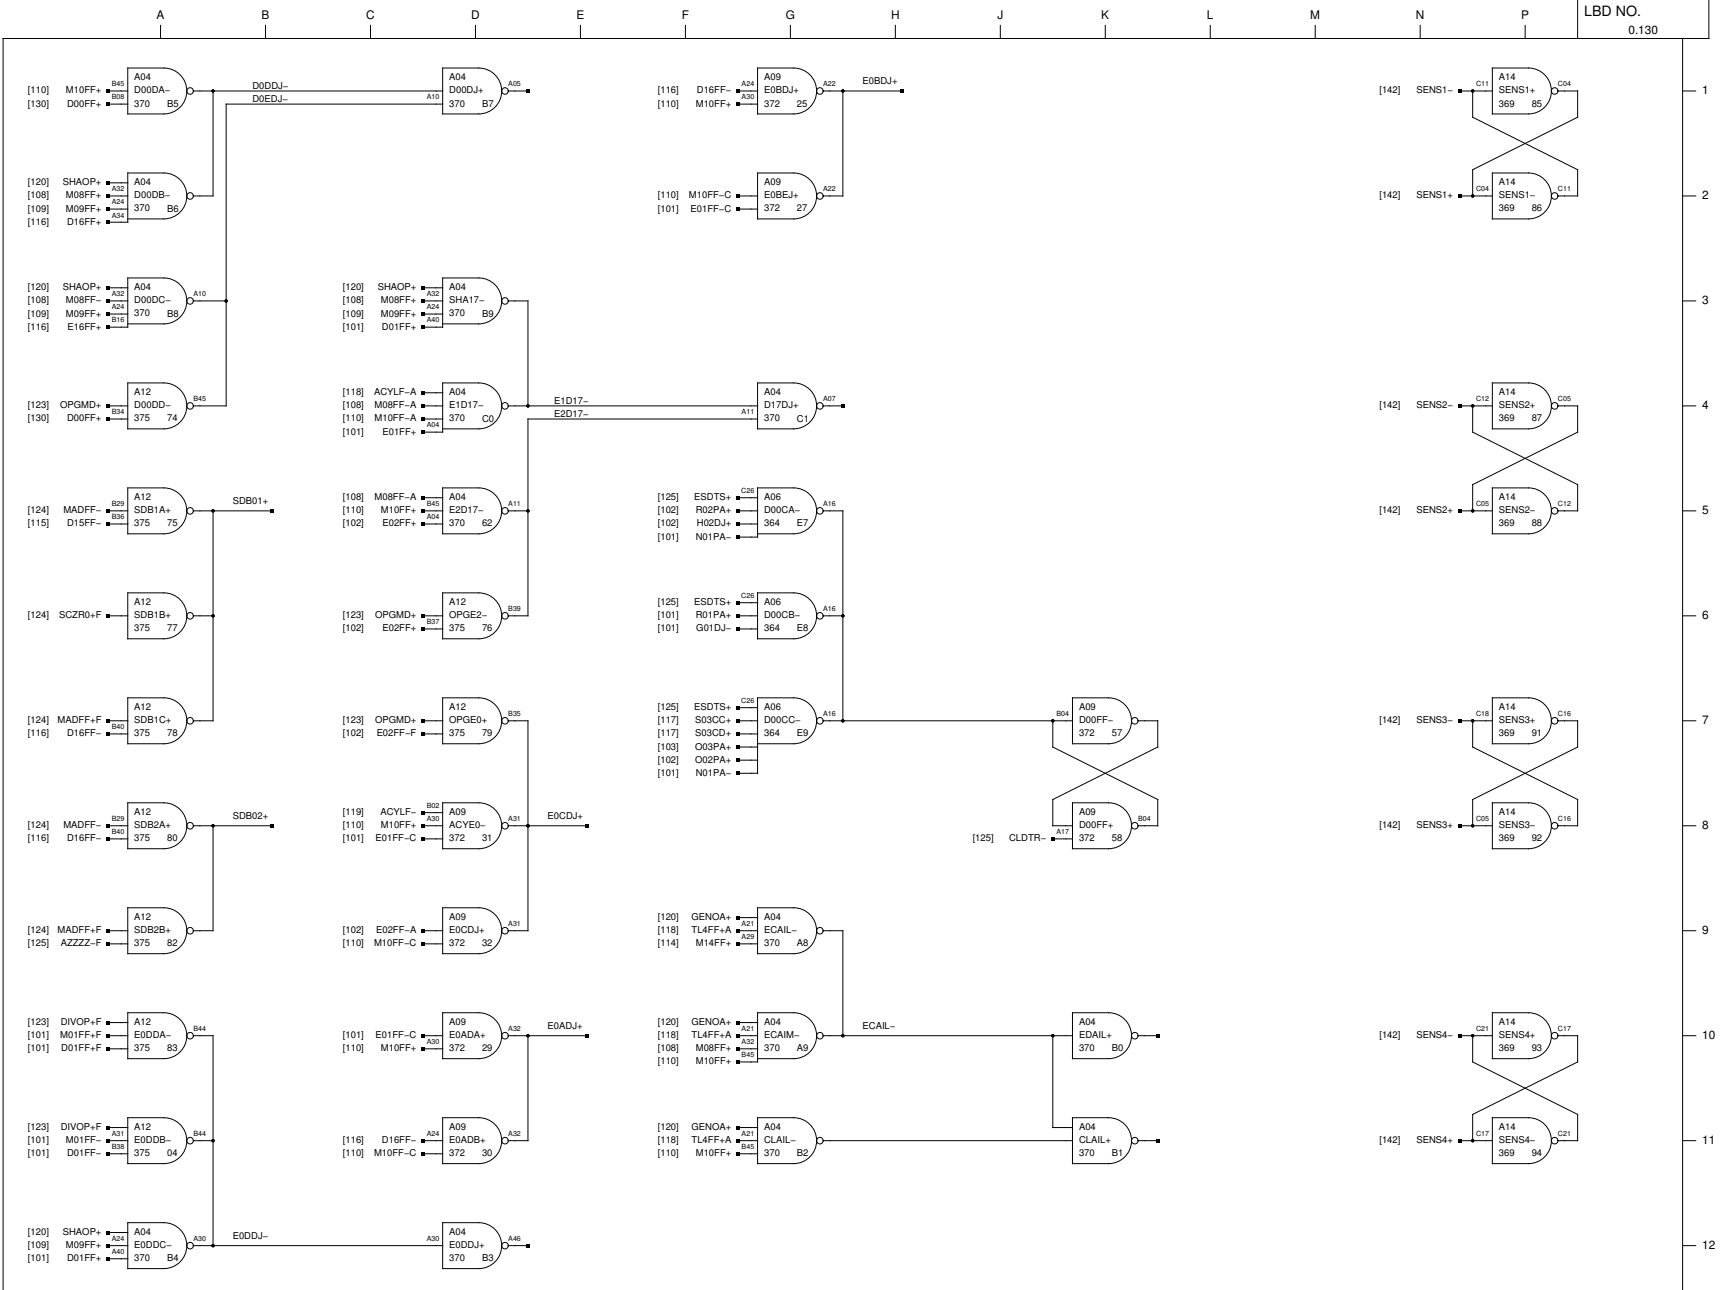 A B C D E F G H J K L M N P
LBD NO.
0.130
[110] M10FF+ B45 A04
[130] D00FF+ B08 D00DA−
370 B5
D0DDJ−
D0EDJ−
A10 A04
D00DJ+ A05
370 B7
[116] D16FF− A24 A09
[110] M10FF+ A30 E0BDJ+ A22
372 25
E0BDJ+
[142] SENS1− C11 A14
SENS1+ C04
369 85
1
[120] SHAOP+ A04
[108] M08FF+ A32 D00DB−
[109] M09FF+ A24 370 B6
[116] D16FF+ A34
[110] M10FF−C A09
[101] E01FF−C E0BEJ+ A22
372 27
[142] SENS1+ C04 A14
SENS1− C11
369 86
2
[120] SHAOP+ A04
[108] M08FF− A32 D00DC− A10
[109] M09FF+ A24 370 B8
[116] E16FF+ B16
[120] SHAOP+ A04
[108] M08FF+ A32 SHA17−
[109] M09FF+ A24 370 B9
[101] D01FF+ A40
3
[123] OPGMD+ A12
[130] D00FF+ B34 D00DD− B45
375 74
[118] ACYLF−A A04
[108] M08FF−A E1D17−
[110] M10FF−A 370 C0
[101] E01FF+ A04
E1D17−
E2D17−
A11 A04
D17DJ+ A07
370 C1
[142] SENS2− C12 A14
SENS2+ C05
369 87
4
[124] MADFF− B29 A12
[115] D15FF− B36 SDB1A+
375 75
SDB01+
[108] M08FF−A A04
[110] M10FF+ B45 E2D17− A11
[102] E02FF+ A04 370 62
[125] ESDTS+ C26 A06
[102] R02PA+ D00CA− A16
[102] H02DJ+ 364 E7
[101] N01PA−
[142] SENS2+ C05 A14
SENS2− C12
369 88
5
[124] SCZR0+F A12
SDB1B+
375 77
[123] OPGMD+ A12
[102] E02FF+ B37 OPGE2− B39
375 76
[125] ESDTS+ C26 A06
[101] R01PA+ D00CB− A16
[101] G01DJ− 364 E8
6
[124] MADFF+F A12
[116] D16FF− B40 SDB1C+
375 78
[123] OPGMD+ A12
[102] E02FF−F OPGE0+ B35
375 79
[125] ESDTS+ C26 A06
[117] S03CC+ D00CC− A16
[117] S03CD+ 364 E9
[103] O03PA+
[102] O02PA+
[101] N01PA−
B04 A09
D00FF−
372 57
[142] SENS3− C18 A14
SENS3+ C16
369 91
7
[124] MADFF− B29 A12
[116] D16FF− B40 SDB2A+
375 80
SDB02+
[119] ACYLF− B02 A09
[110] M10FF+ A30 ACYE0− A31
[101] E01FF−C 372 31
E0CDJ+
[125] CLDTR− A17 A09
D00FF+ B04
372 58
[142] SENS3+ C05 A14
SENS3− C16
369 92
8
[124] MADFF+F A12
[125] AZZZZ−F SDB2B+
375 82
[102] E02FF−A A09
[110] M10FF−C E0CDJ+ A31
372 32
[120] GENOA+ A04
[118] TL4FF+A A21 ECAIL−
[114] M14FF+ A29 370 A8
9
[123] DIVOP+F A12
[101] M01FF+F E0DDA− B44
[101] D01FF+F 375 83
[101] E01FF−C A09
[110] M10FF+ A30 E0ADA+ A32
372 29
E0ADJ+
[120] GENOA+ A04
[118] TL4FF+A A21 ECAIM−
[108] M08FF+ A32 370 A9
[110] M10FF+ B45
ECAIL−
A04
EDAIL+
370 B0
[142] SENS4− C21 A14
SENS4+ C17
369 93
10
[123] DIVOP+F A12
[101] M01FF− A31 E0DDB− B44
[101] D01FF− B38 375 04
[116] D16FF− A24 A09
[110] M10FF−C E0ADB+ A32
372 30
[120] GENOA+ A04
[118] TL4FF+A A21 CLAIL−
[110] M10FF+ B45 370 B2
A04
CLAIL+
370 B1
[142] SENS4+ C17 A14
SENS4− C21
369 94
11
[120] SHAOP+ A04
[109] M09FF+ A24 E0DDC− A30
[101] D01FF+ A40 370 B4
E0DDJ−
A30 A04
E0DDJ+ A46
370 B3
12